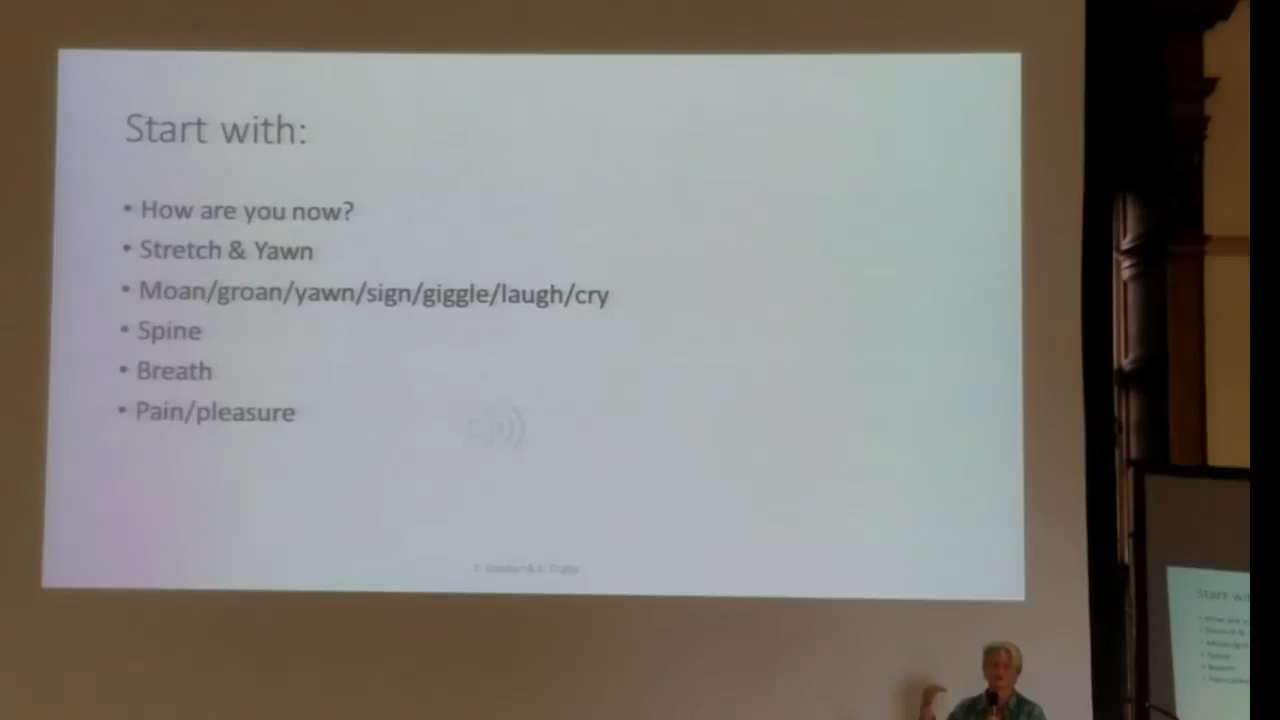 Start with:
• How are you now?
• Stretch & Yawn
• Moan/groan/yawn/sign/giggle/laugh/cry
• Spine
• Breath
• Pain/pleasure
Start